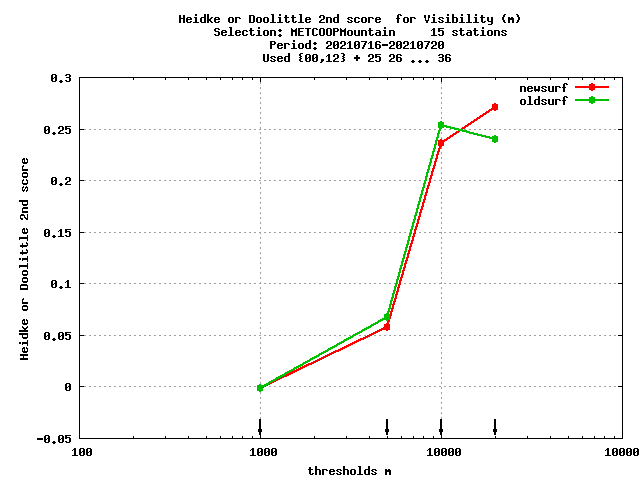 Heidke or Doolittle 2nd score  for Visibility (m)
Selection: METCOOPMountain     15 stations
Period: 20210716-20210720
Used {00,12} + 25 26 ... 36
newsurf
oldsurf
0.3
0.25
0.2
0.15
0.1
0.05
0
-0.05
Heidke or Doolittle 2nd score
100
1000
10000
10000
thresholds m